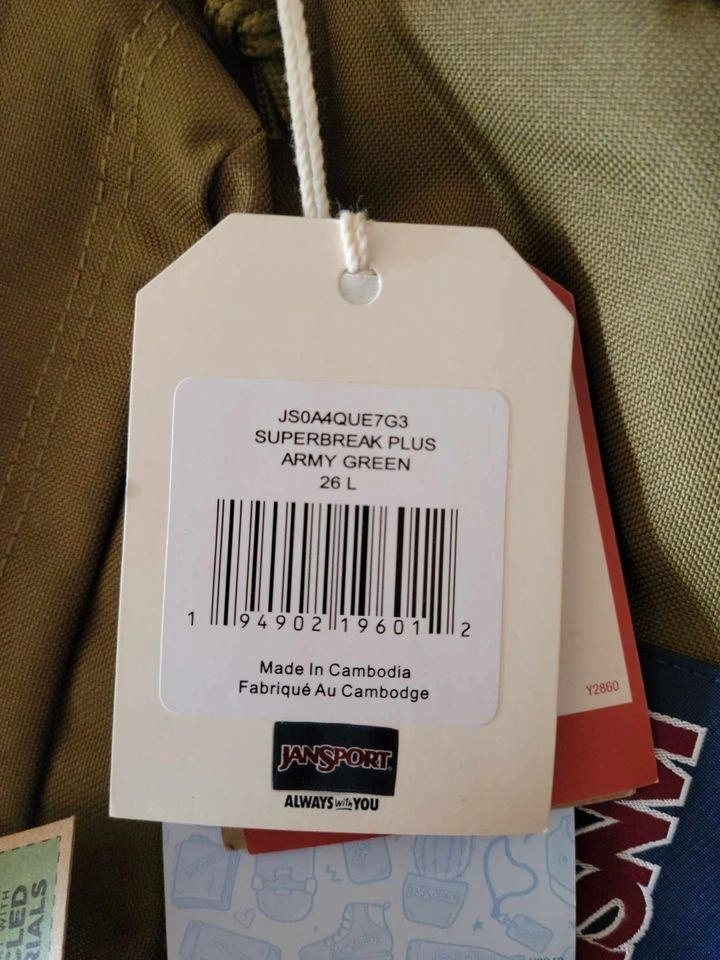 JS0A4QUE7G3
SUPERBREAK PLUS
ARMY GREEN
26 L
1 94902 19601 2
Made In Cambodia
Fabriqué Au Cambodge
JANSPORT
ALWAYS with YOU
Y2860
WITH